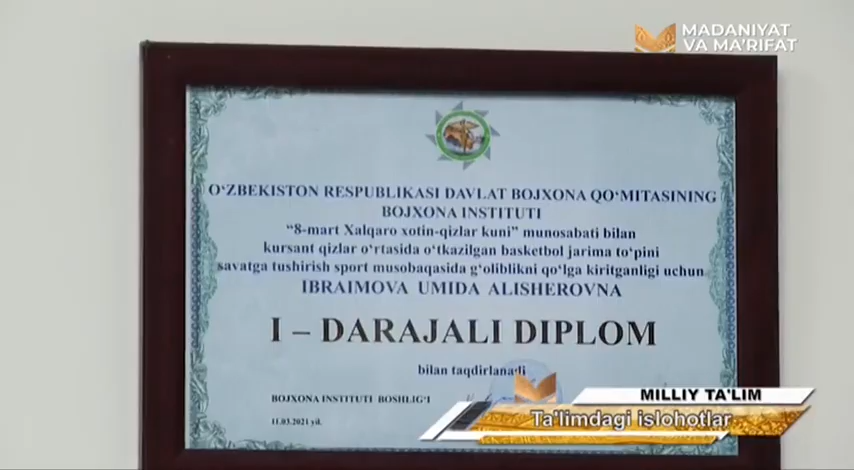 MADANIYAT
VA MA'RIFAT
O‘ZBEKISTON RESPUBLIKASI DAVLAT BOJXONA QO‘MITASINING
BOJXONA INSTITUTI
“8-mart Xalqaro xotin-qizlar kuni” munosabati bilan
kursant qizlar o‘rtasida o‘tkazilgan basketbol jarima to‘pini
savatga tushirish sport musobaqasida g‘oliblikni qo‘lga kiritganligi uchun
IBRAIMOVA UMIDA ALISHEROVNA
I – DARAJALI DIPLOM
bilan taqdirlanadi
BOJXONA INSTITUTI BOSHLIG‘I
11.03.2021 yil.
MILLIY TA'LIM
Ta'limdagi islohotlar